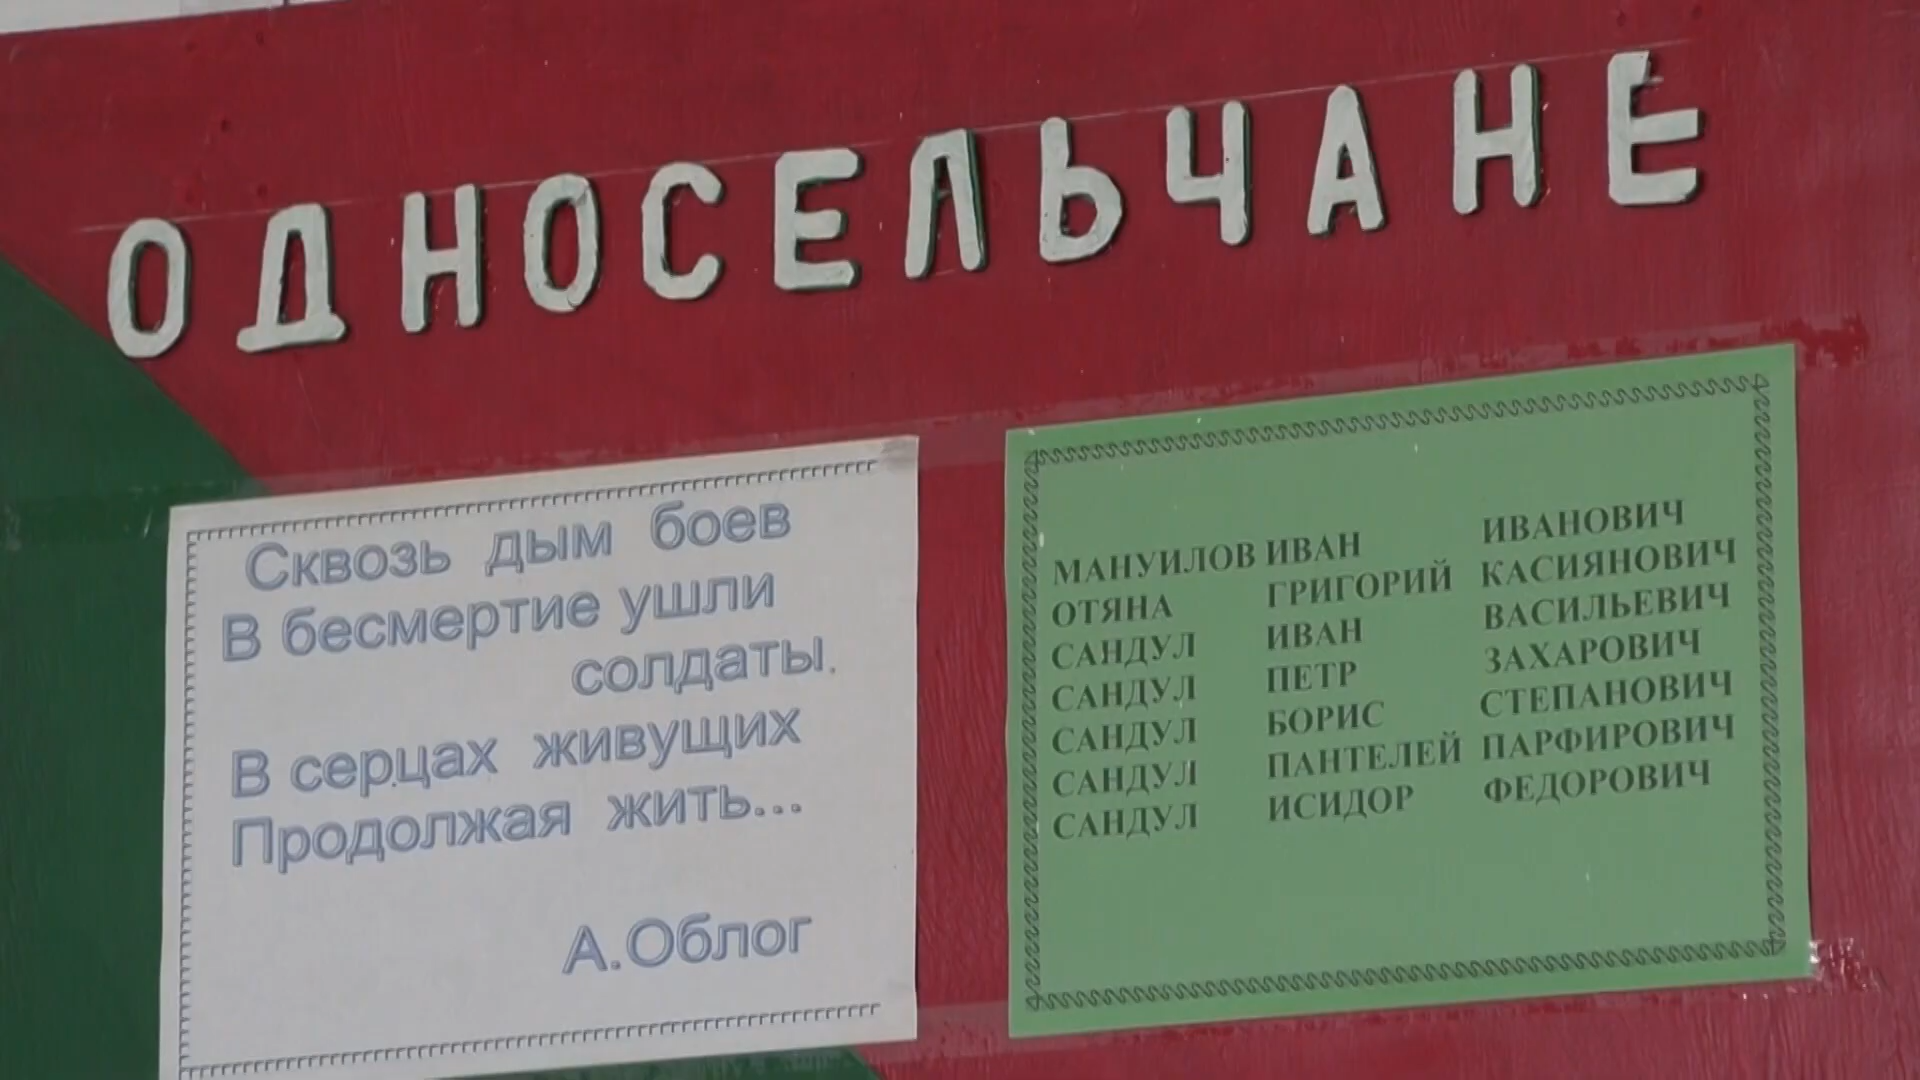 ОДНОСЕЛЬЧАНЕ
Сквозь дым боев
В бесмертие ушли
солдаты.
В серцах живущих
Продолжая жить...
А.Облог
МАНУИЛОВ ИВАН ИВАНОВИЧ
ОТЯНА ГРИГОРИЙ КАСИЯНОВИЧ
САНДУЛ ИВАН ВАСИЛЬЕВИЧ
САНДУЛ ПЕТР ЗАХАРОВИЧ
САНДУЛ БОРИС СТЕПАНОВИЧ
САНДУЛ ПАНТЕЛЕЙ ПАРФИРОВИЧ
САНДУЛ ИСИДОР ФЕДОРОВИЧ